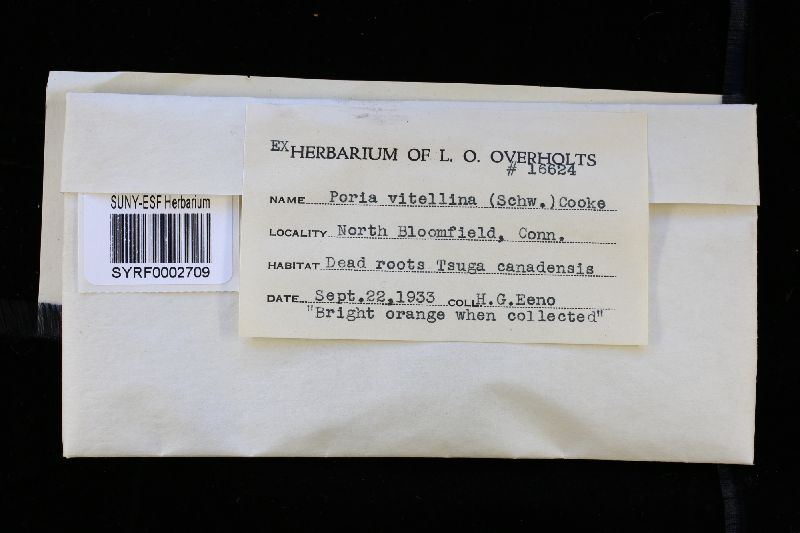 EX HERBARIUM OF L. O. OVERHOLTS
# 16624
NAME Poria vitellina (Schw.)Cooke
LOCALITY North Bloomfield, Conn.
HABITAT Dead roots Tsuga canadensis
DATE Sept.22,1933 COLL. H.G.Eeno
"Bright orange when collected"
SUNY-ESF Herbarium
SYRF0002709